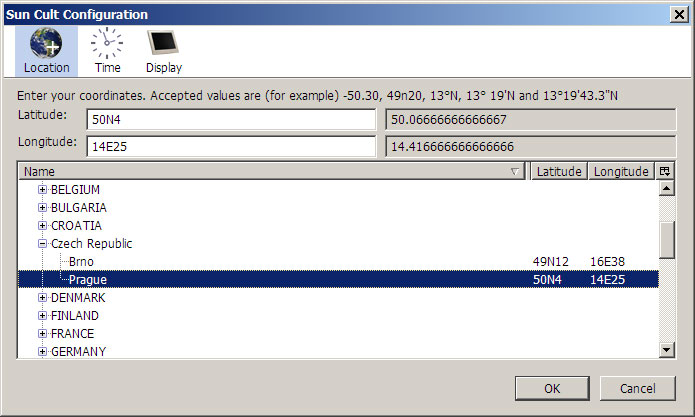 Sun Cult Configuration
Location Time Display
Enter your coordinates. Accepted values are (for example) -50.30, 49n20, 13°N, 13° 19'N and 13°19'43.3"N
Latitude: 50N4 50.06666666666667
Longitude: 14E25 14.416666666666666
Name Latitude Longitude
BELGIUM
BULGARIA
CROATIA
Czech Republic
Brno 49N12 16E38
Prague 50N4 14E25
DENMARK
FINLAND
FRANCE
GERMANY
OK Cancel